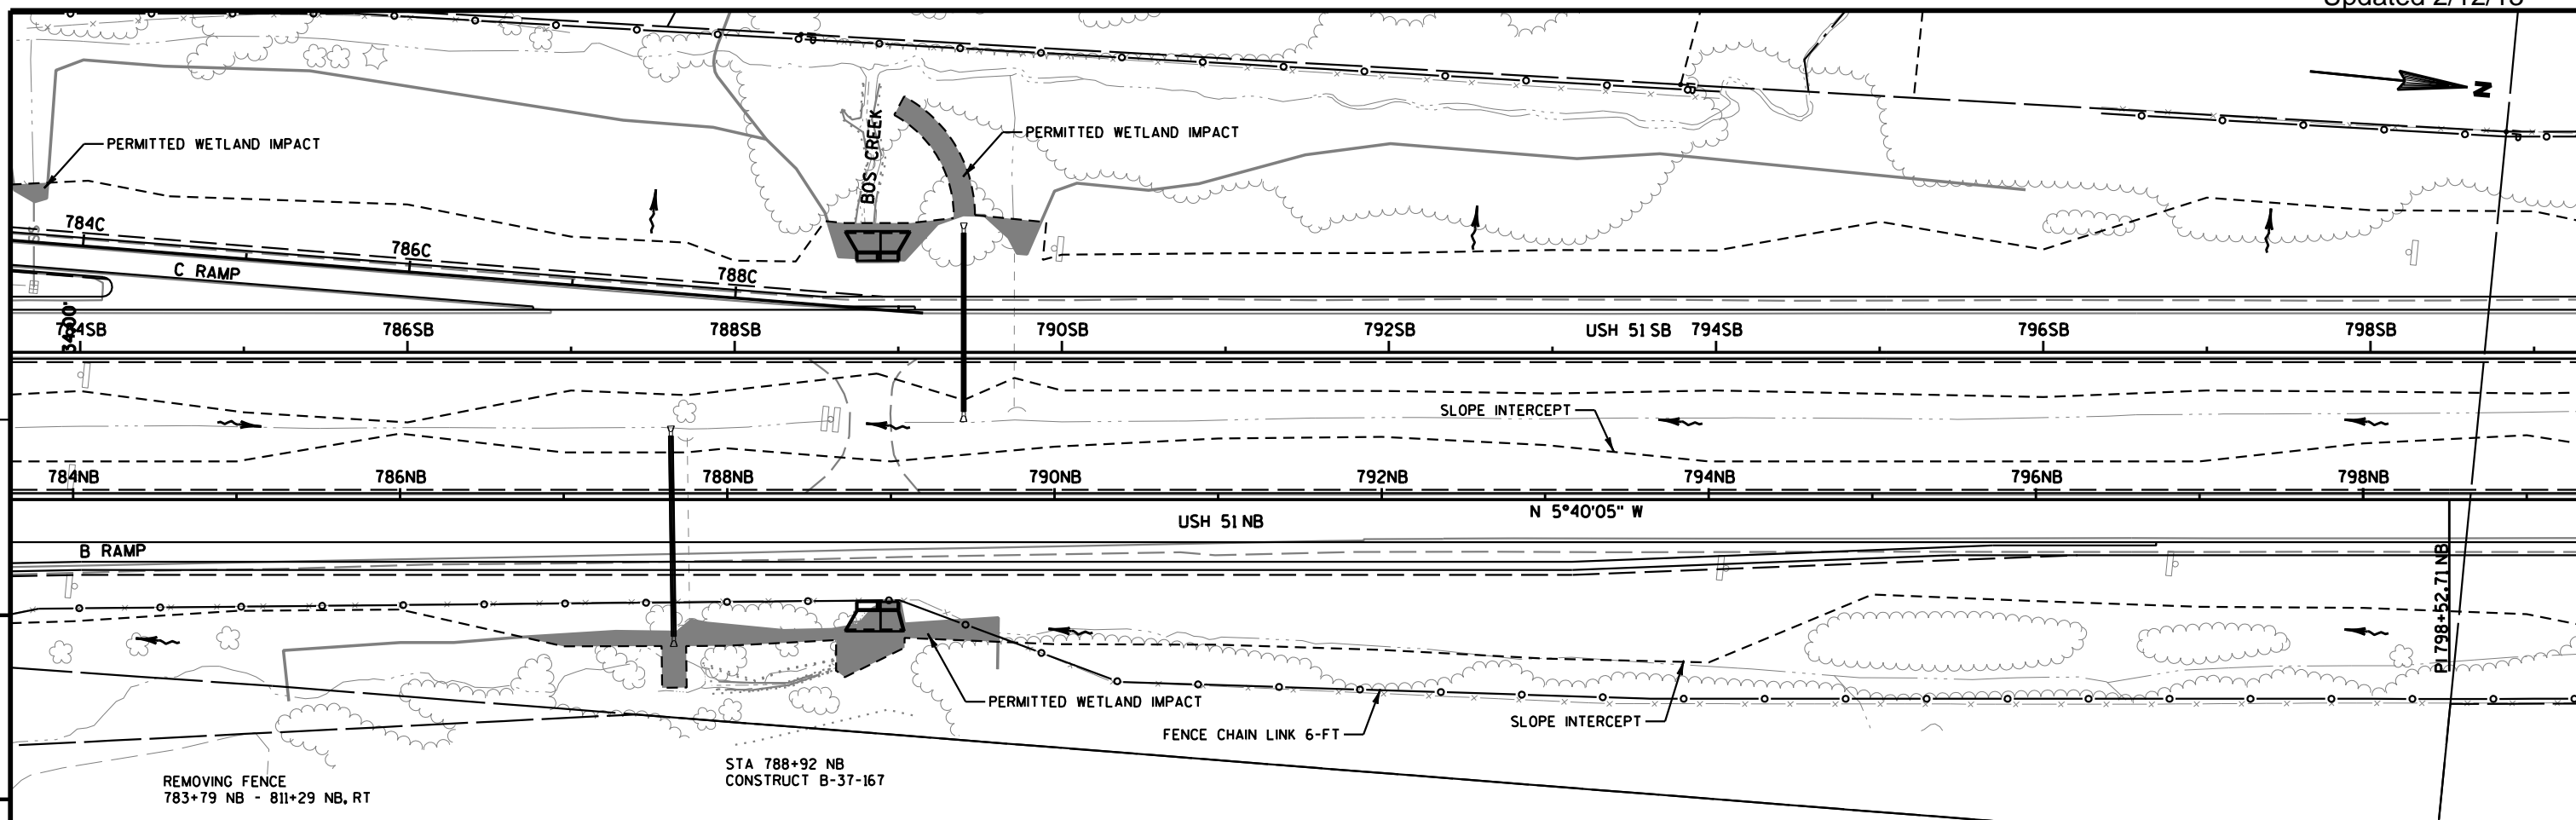 N
PERMITTED WETLAND IMPACT
PERMITTED WETLAND IMPACT
BOS CREEK
784C
786C
788C
C RAMP
784SB
786SB
788SB
790SB
792SB
USH 51 SB
794SB
796SB
798SB
SLOPE INTERCEPT
784NB
786NB
788NB
790NB
792NB
794NB
796NB
798NB
USH 51 NB
N 5°40'05" W
B RAMP
PI 798+52.71 NB
PERMITTED WETLAND IMPACT
FENCE CHAIN LINK 6-FT
SLOPE INTERCEPT
STA 788+92 NB
CONSTRUCT B-37-167
REMOVING FENCE
783+79 NB - 811+29 NB, RT